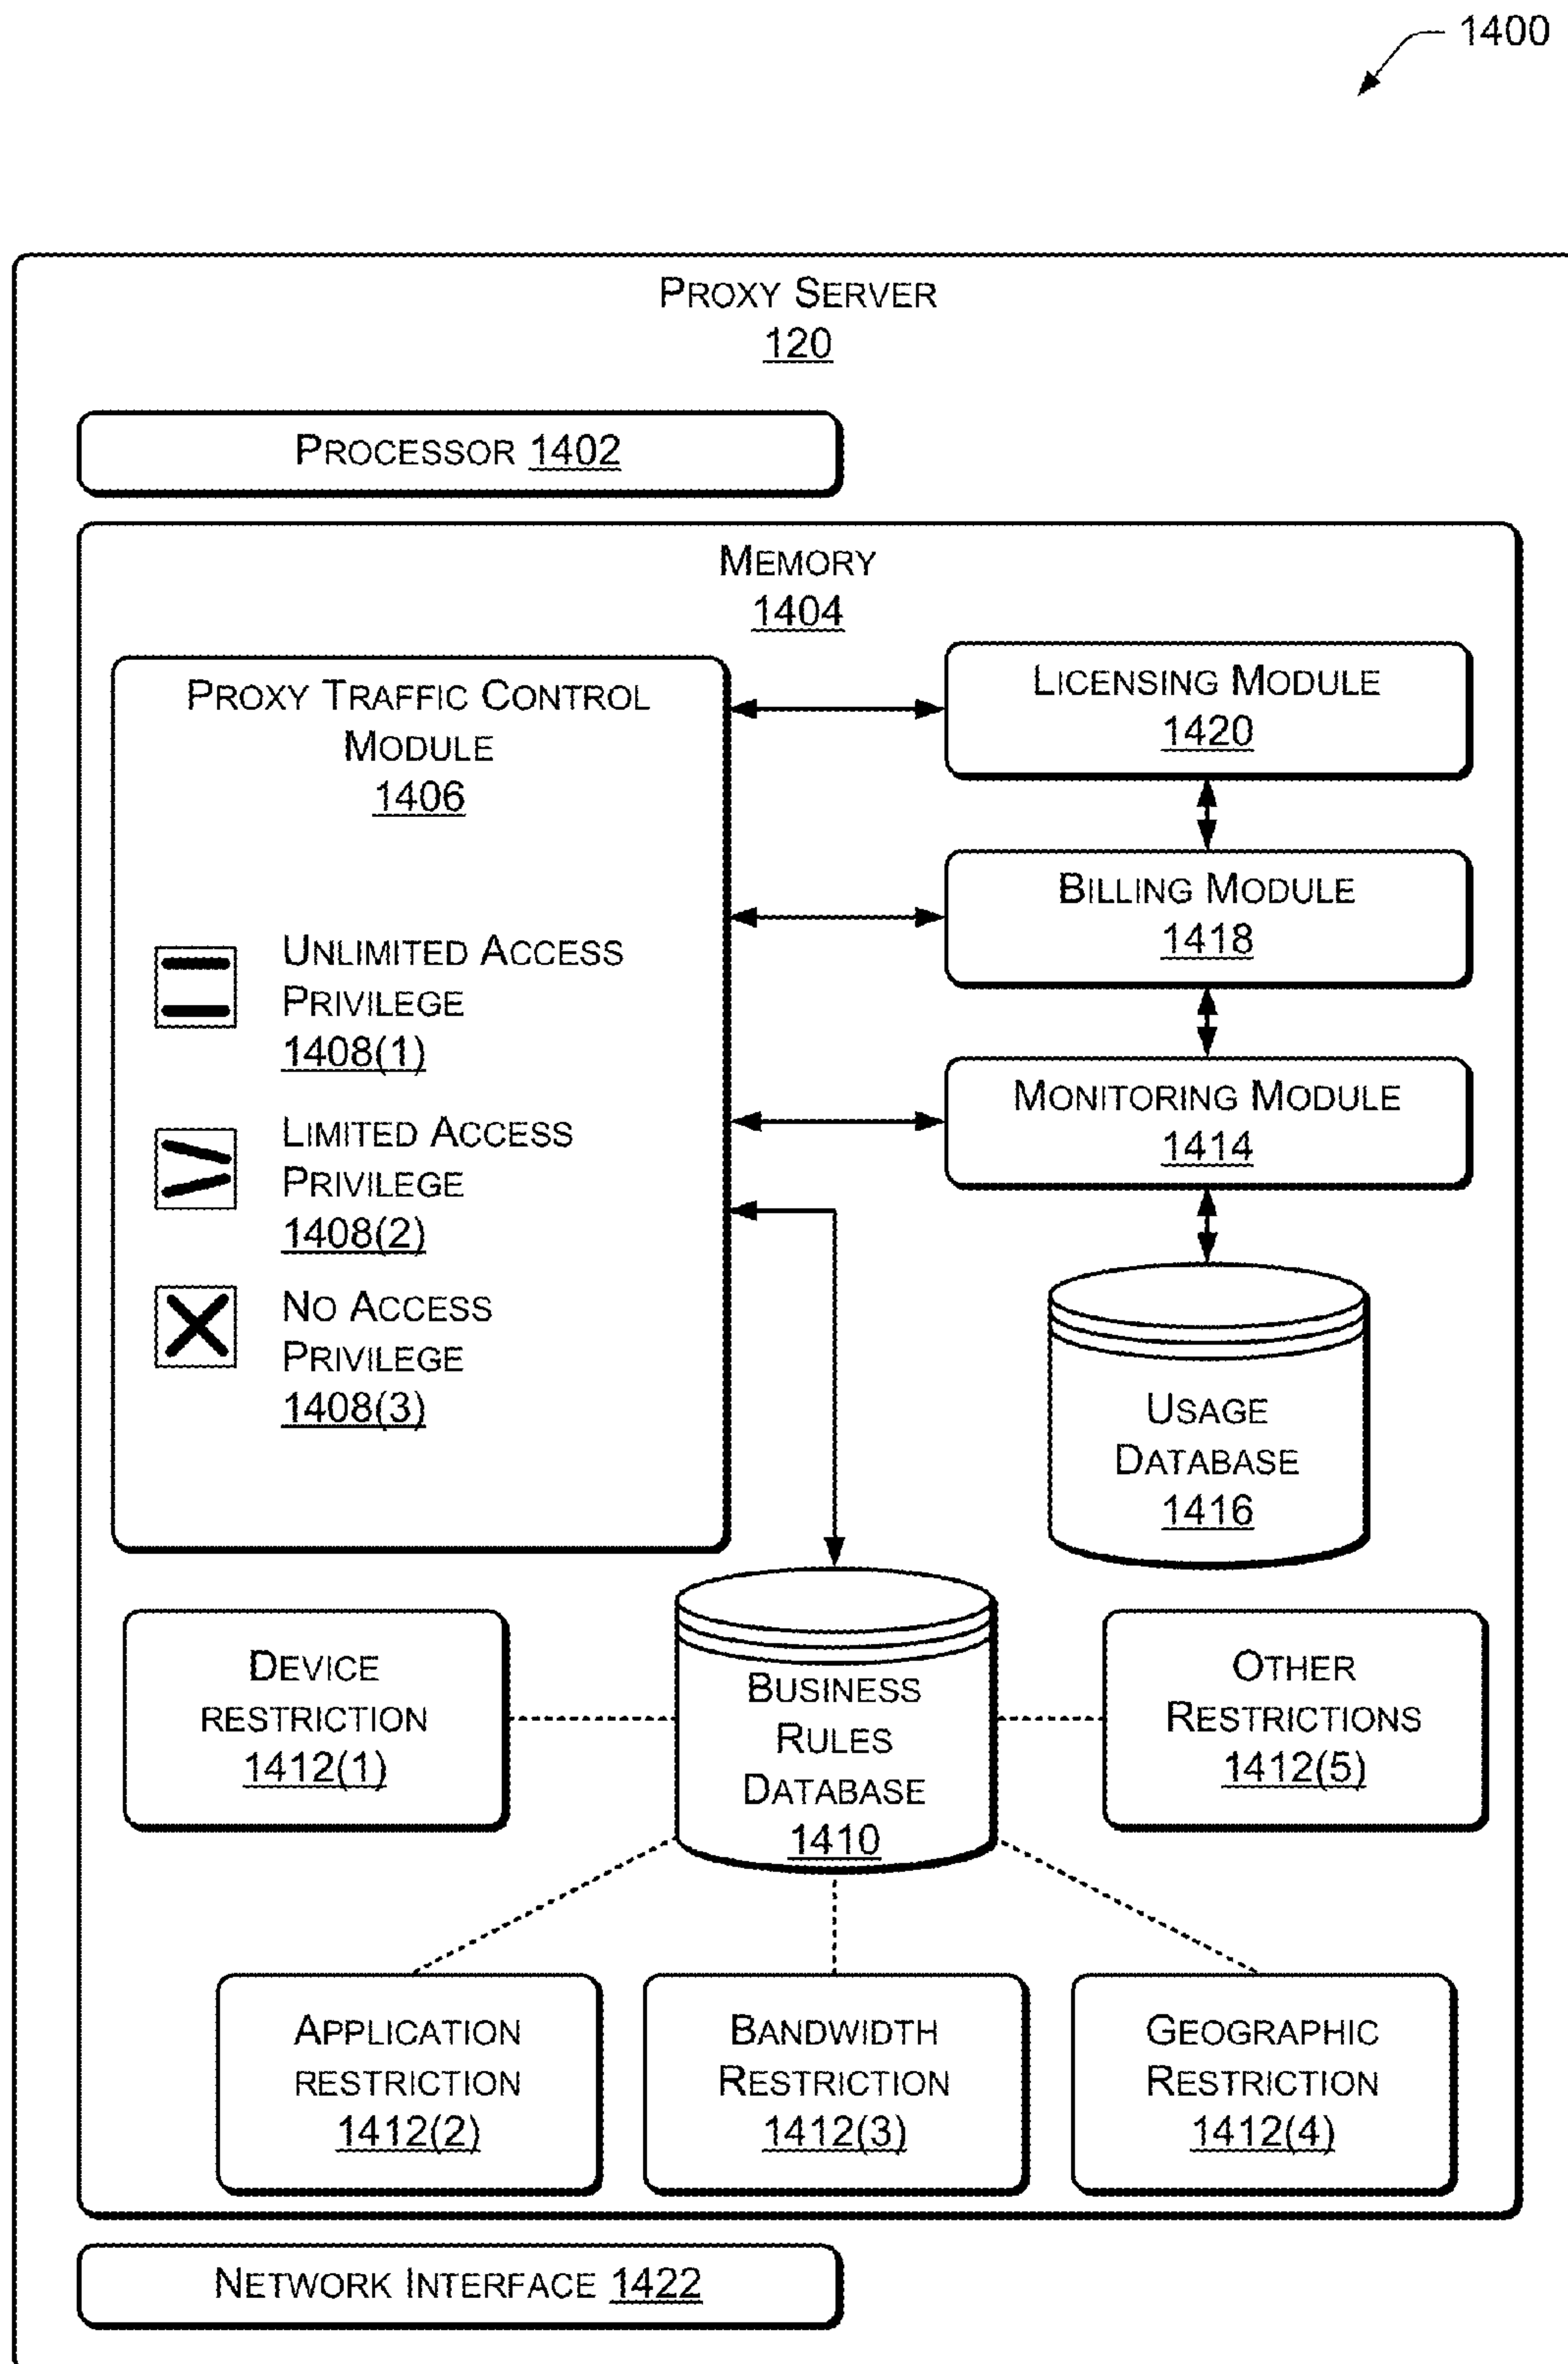 1400
PROXY SERVER
120
PROCESSOR 1402
MEMORY
1404
PROXY TRAFFIC CONTROL
MODULE
1406
UNLIMITED ACCESS
PRIVILEGE
1408(1)
LIMITED ACCESS
PRIVILEGE
1408(2)
NO ACCESS
PRIVILEGE
1408(3)
LICENSING MODULE
1420
BILLING MODULE
1418
MONITORING MODULE
1414
USAGE
DATABASE
1416
DEVICE
RESTRICTION
1412(1)
BUSINESS
RULES
DATABASE
1410
OTHER
RESTRICTIONS
1412(5)
APPLICATION
RESTRICTION
1412(2)
BANDWIDTH
RESTRICTION
1412(3)
GEOGRAPHIC
RESTRICTION
1412(4)
NETWORK INTERFACE 1422